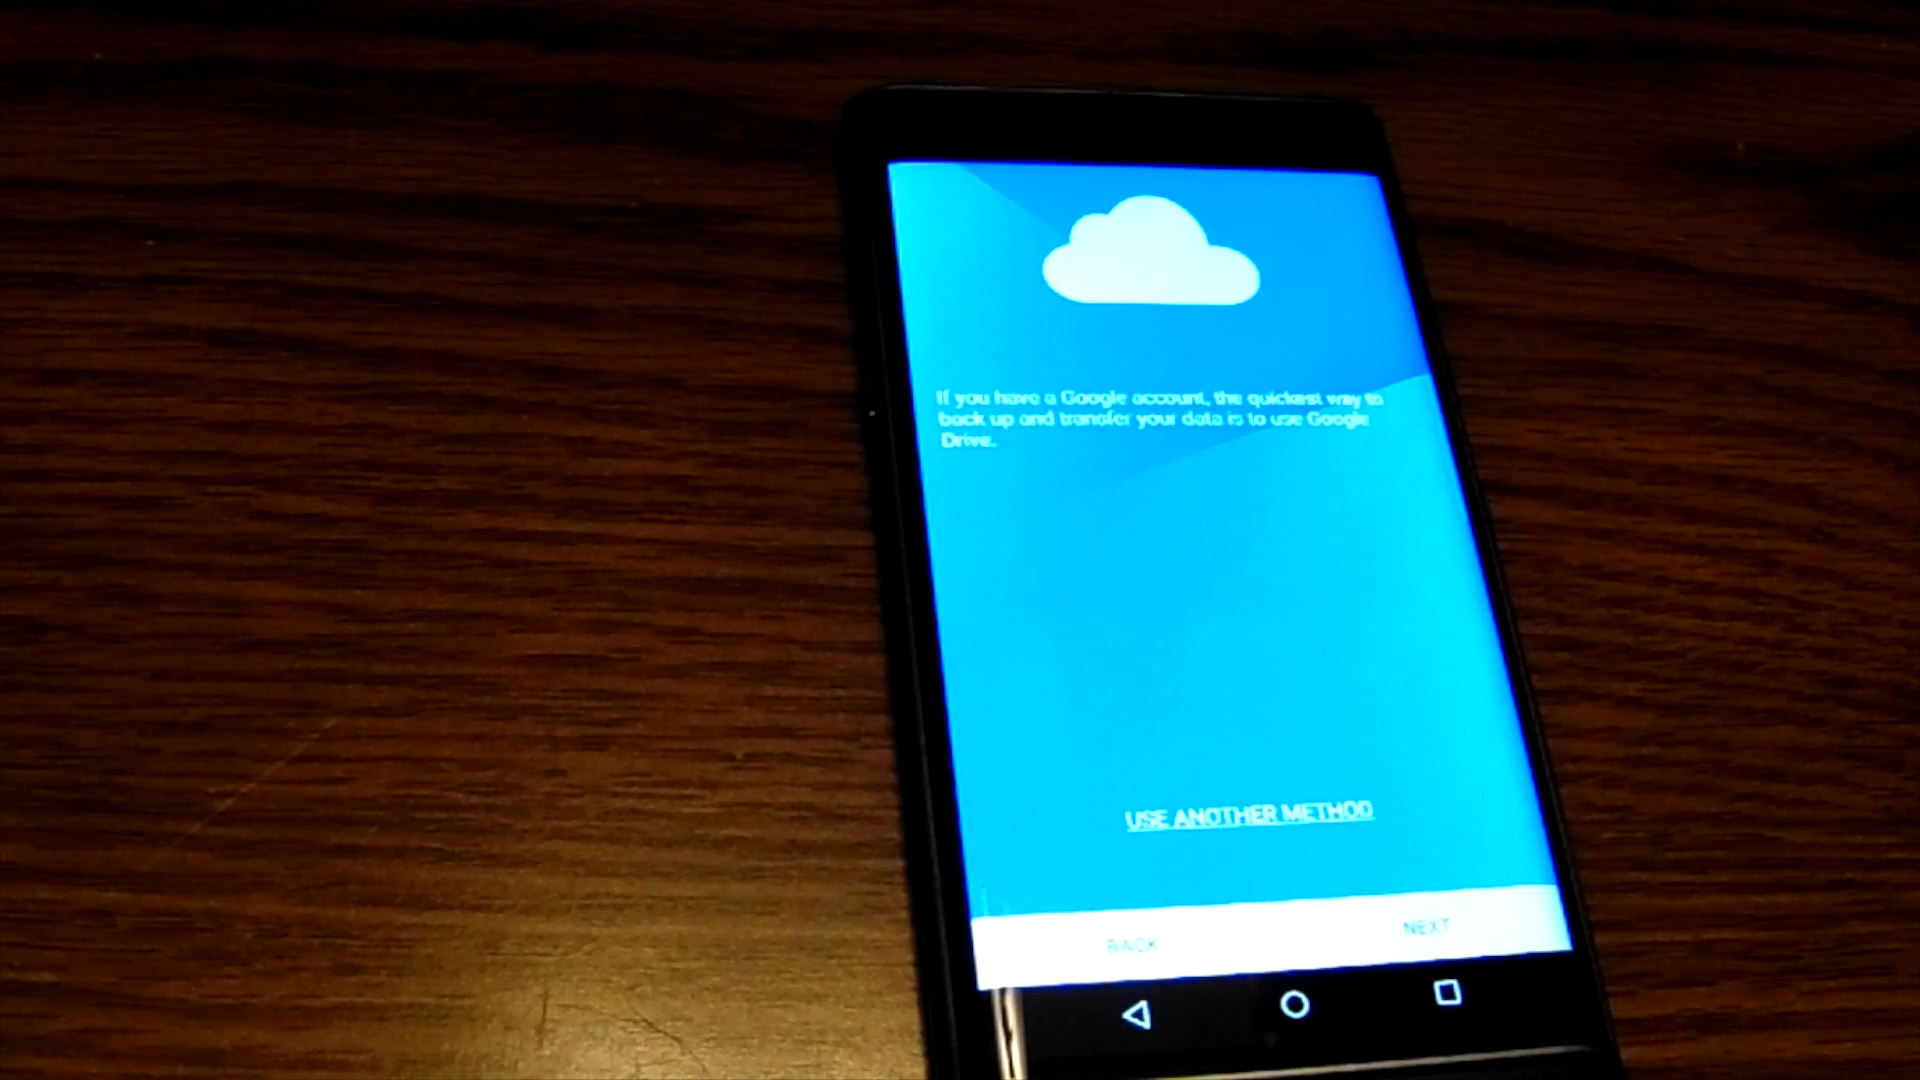 If you have a Google account, the quickest way to
back up and transfer your data is to use Google
Drive.
USE ANOTHER METHOD
BACK
NEXT